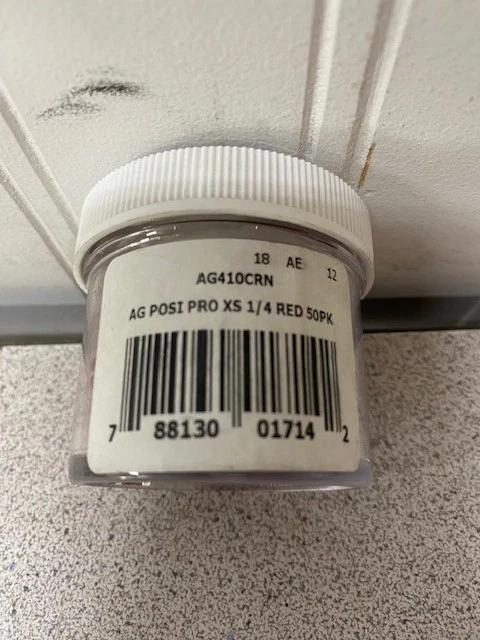 18 AE 12
AG410CRN
AG POSI PRO XS 1/4 RED 50PK
7 88130 01714 2